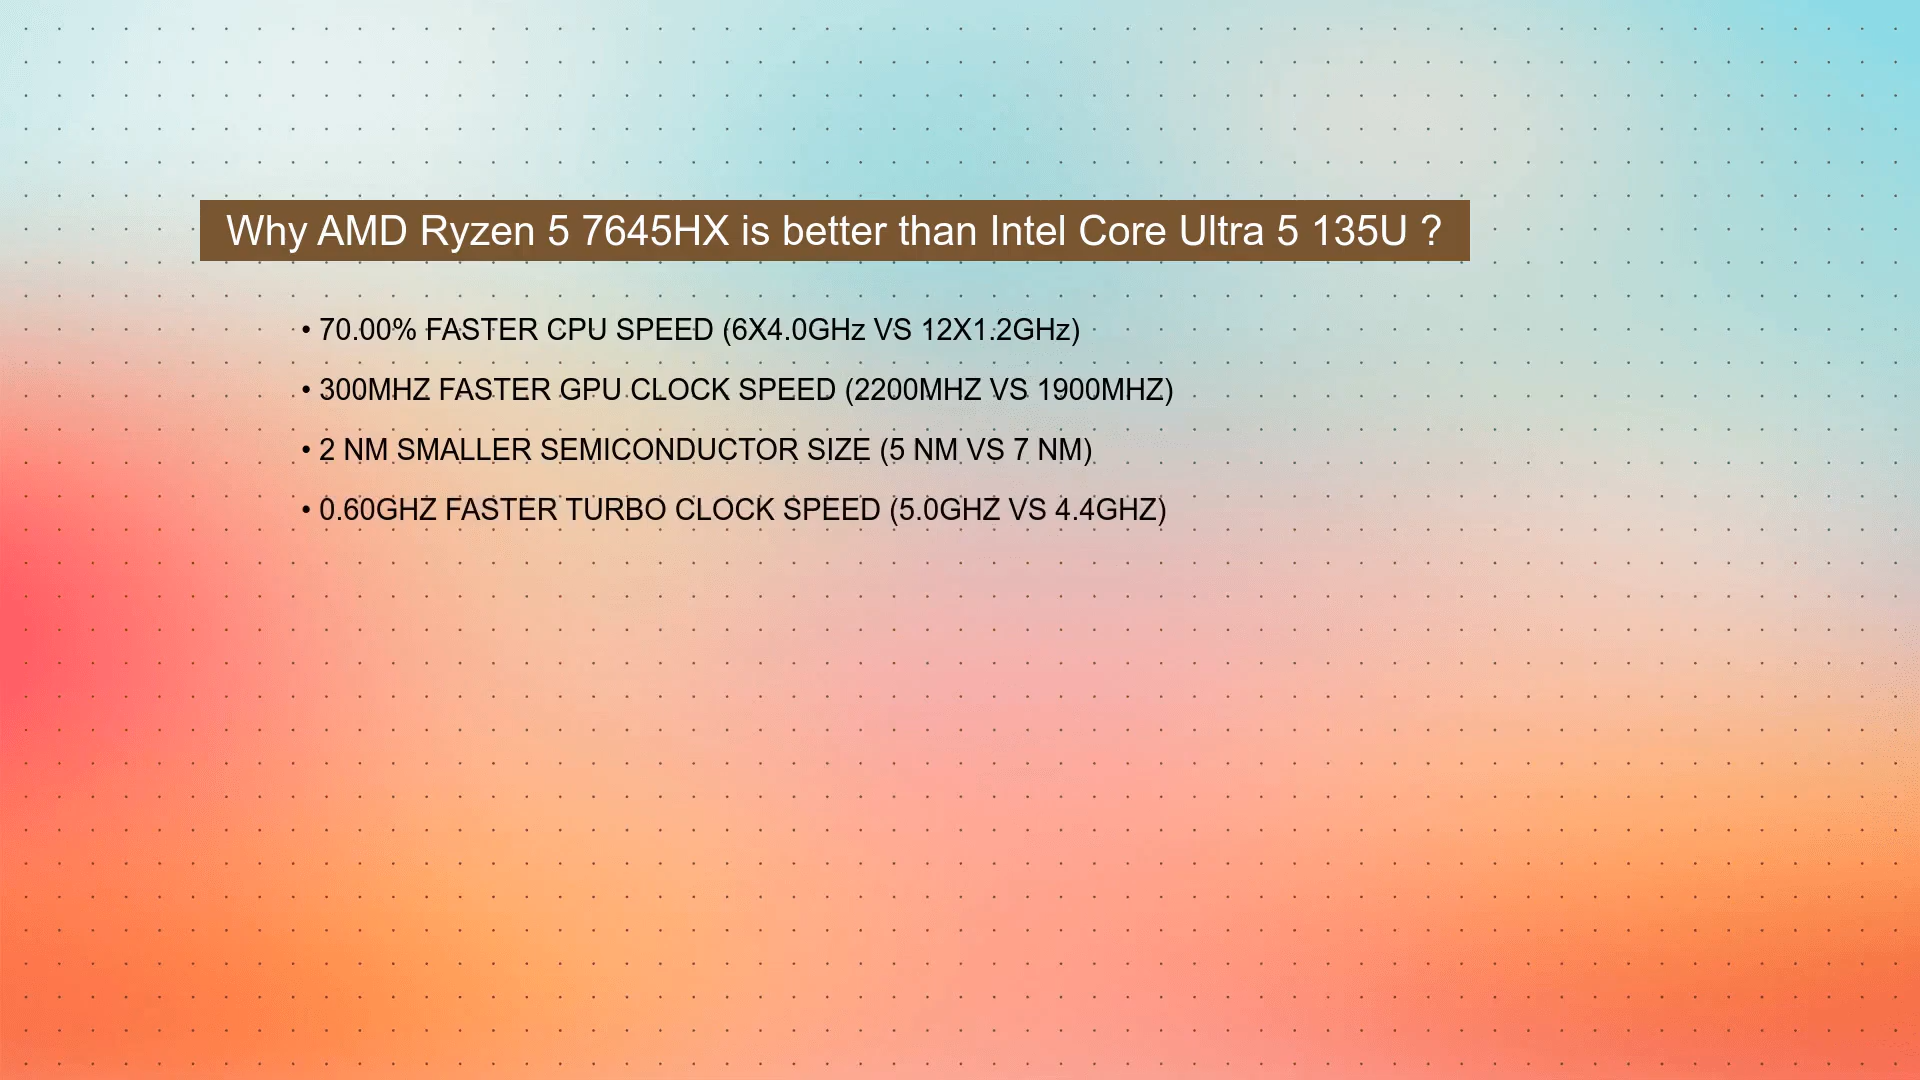 Why AMD Ryzen 5 7645HX is better than Intel Core Ultra 5 135U ?
• 70.00% FASTER CPU SPEED (6X4.0GHz VS 12X1.2GHz)
• 300MHZ FASTER GPU CLOCK SPEED (2200MHZ VS 1900MHZ)
• 2 NM SMALLER SEMICONDUCTOR SIZE (5 NM VS 7 NM)
• 0.60GHZ FASTER TURBO CLOCK SPEED (5.0GHZ VS 4.4GHZ)